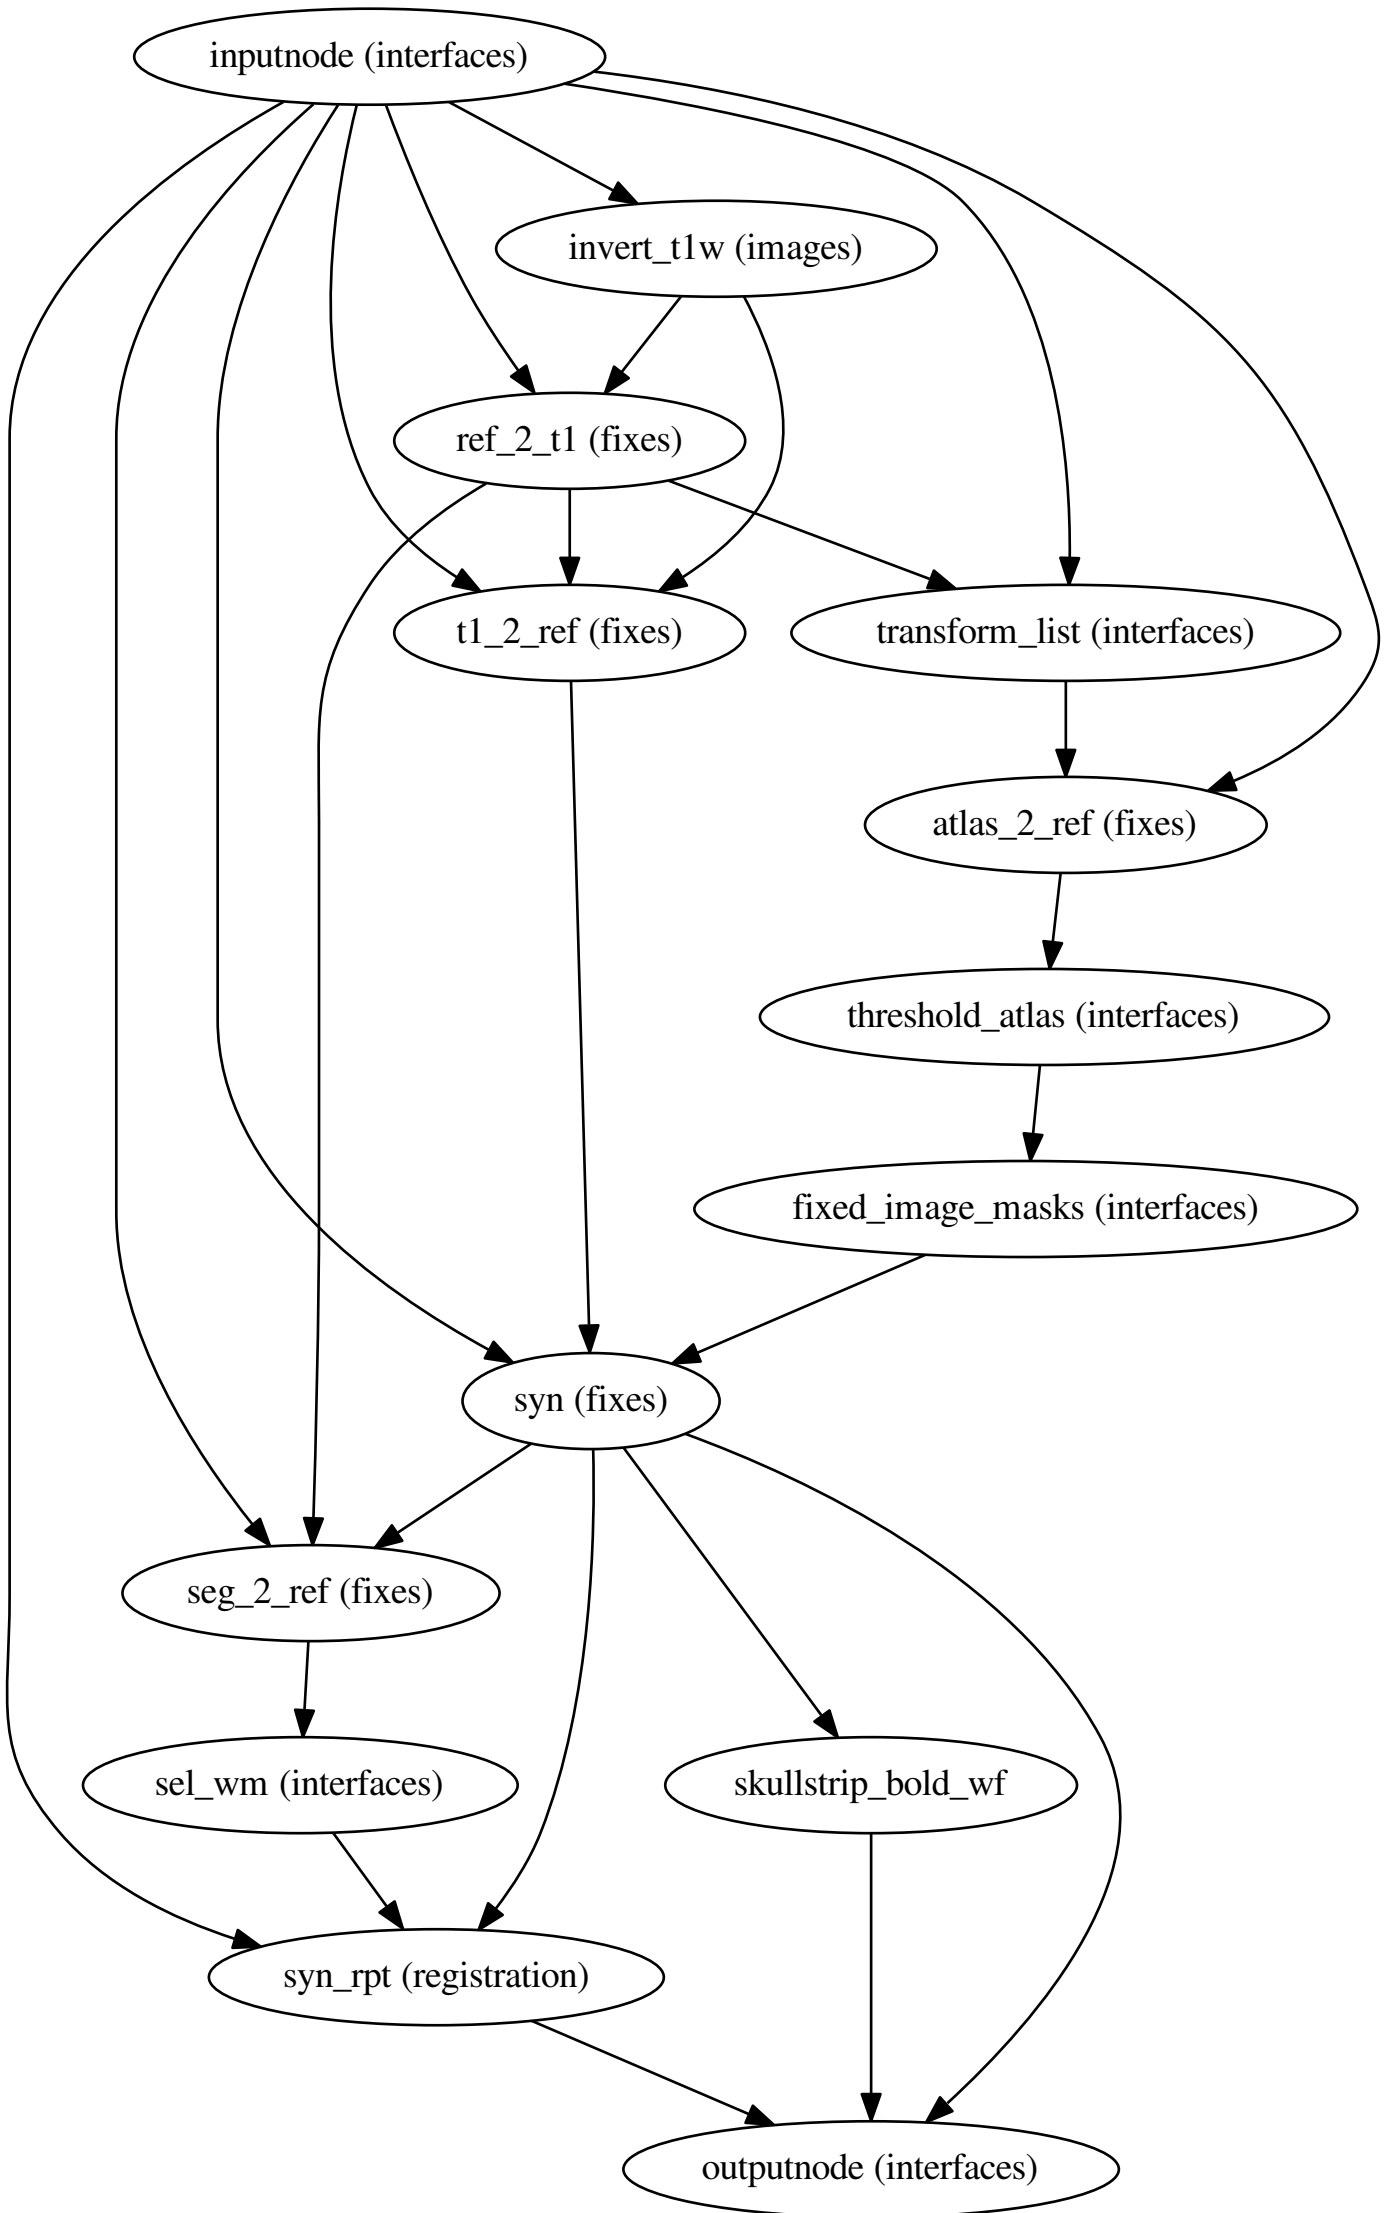 inputnode (interfaces)
invert_t1w (images)
ref_2_t1 (fixes)
t1_2_ref (fixes)
transform_list (interfaces)
atlas_2_ref (fixes)
threshold_atlas (interfaces)
fixed_image_masks (interfaces)
syn (fixes)
seg_2_ref (fixes)
sel_wm (interfaces)
skullstrip_bold_wf
syn_rpt (registration)
outputnode (interfaces)